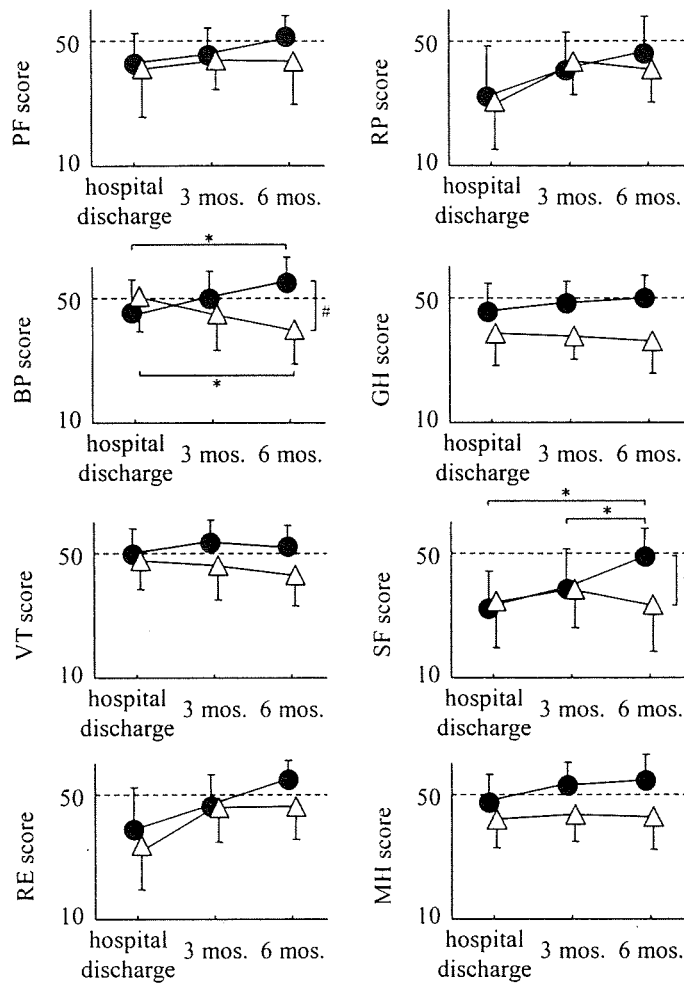 50
PF score
10
hospital
discharge
3 mos.
6 mos.
50
RP score
10
hospital
discharge
3 mos.
6 mos.
*
50
#
BP score
*
10
hospital
discharge
3 mos.
6 mos.
50
GH score
10
hospital
discharge
3 mos.
6 mos.
50
VT score
10
hospital
discharge
3 mos.
6 mos.
*
*
50
SF score
10
hospital
discharge
3 mos.
6 mos.
50
RE score
10
hospital
discharge
3 mos.
6 mos.
50
MH score
10
hospital
discharge
3 mos.
6 mos.